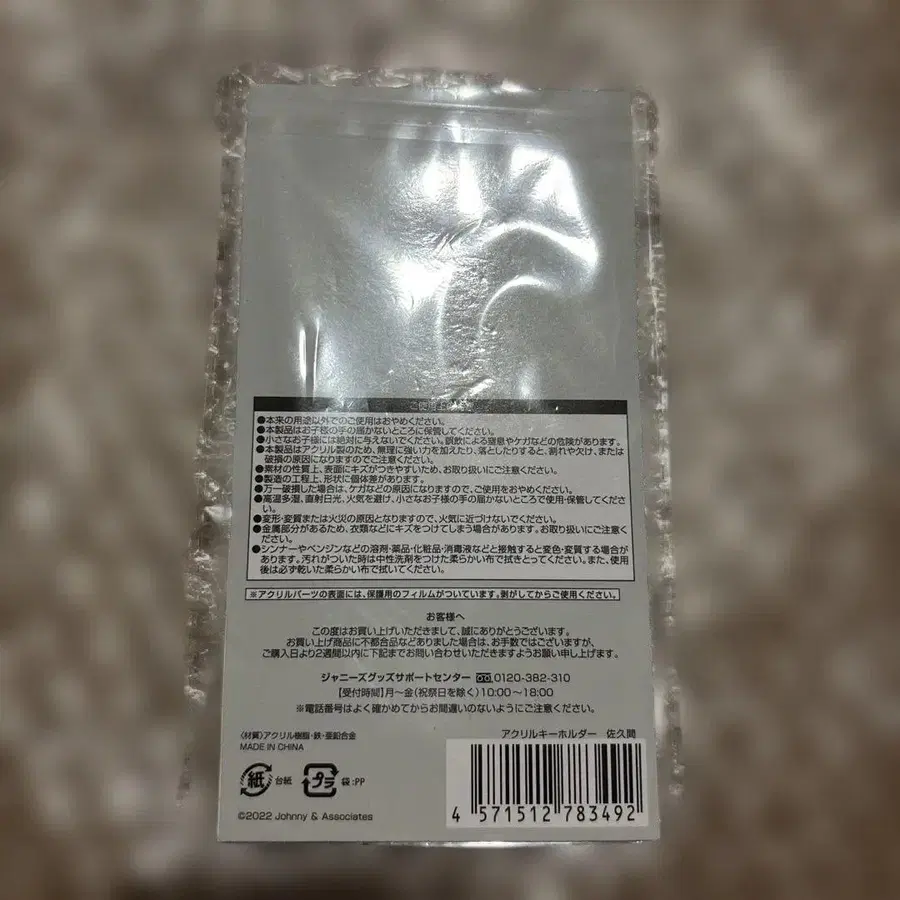 ご使用上の注意
●本来の用途以外でのご使用はおやめください。
●本製品はお子様の手の届かないところに保管してください。
●小さなお子様には絶対に与えないでください。誤飲による窒息やケガなどの危険があります。
●本製品はアクリル製のため、無理に強い力を加えたり、落としたりすると、割れや欠け、または
破損の原因になりますのでご注意ください。
●素材の性質上、表面にキズがつきやすいため、お取り扱いにご注意ください。
●製造の工程上、形状に個体差があります。
●万一破損した場合は、ケガなどの原因になりますので、ご使用をおやめください。
●高温多湿、直射日光、火気を避け、小さなお子様の手の届かないところで使用・保管してくださ
い。
●変形・変質または火災の原因となりますので、火気に近づけないでください。
●金属部分があるため、衣類などにキズをつけてしまう場合があります。お取り扱いにご注意く
ださい。
●シンナーやベンジンなどの溶剤・薬品・化粧品・消毒液などと接触すると変色・変質する場合が
あります。汚れがついた時は中性洗剤をつけた柔らかい布で拭きとってください。また、使用
後は必ず乾いた柔らかい布で拭いてください。
※アクリルパーツの表面には、保護用のフィルムがついています。剥がしてからご使用ください。
お客様へ
この度はお買い上げいただきまして、誠にありがとうございます。
お買い上げ商品に不都合品などありました場合は、お手数ではございますが、
ご購入日より2週間以内に下記までお問い合わせいただきますようお願い申し上げます。
ジャニーズグッズサポートセンター 0120-382-310
【受付時間】月～金(祝祭日を除く)10:00～18:00
※電話番号はよく確かめてからお間違いのないようにご注意ください。
〈材質〉アクリル樹脂・鉄・亜鉛合金
MADE IN CHINA
アクリルキーホルダー 佐久間
紙 台紙 プラ 袋:PP
4 571512 783492
©2022 Johnny & Associates